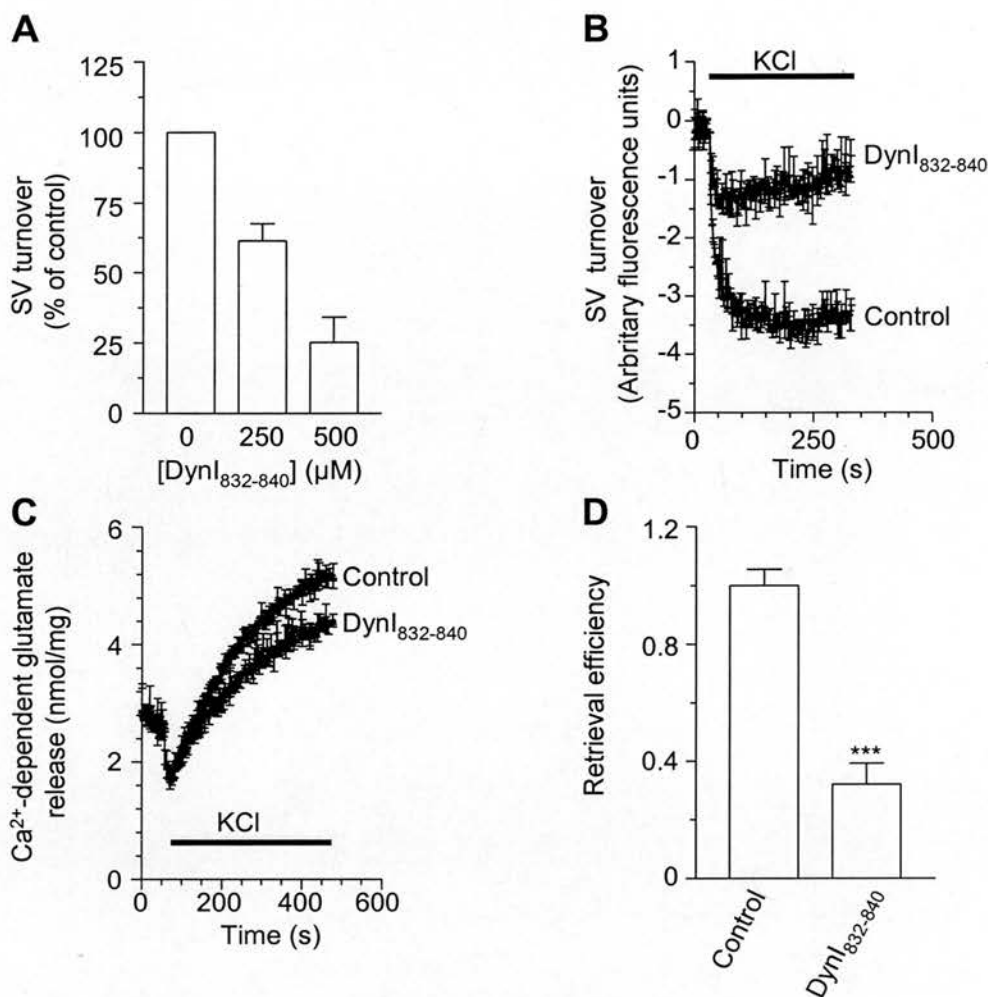 A
SV turnover
(% of control)
125
100
75
50
25
0
0 250 500
[DynI832-840] (µM)
B
KCl
SV turnover
(Arbritary fluorescence units)
1
0
-1
-2
-3
-4
-5
DynI832-840
Control
0 250 500
Time (s)
C
Ca²⁺-dependent glutamate
release (nmol/mg)
6
4
2
0
Control
DynI832-840
KCl
0 200 400 600
Time (s)
D
Retrieval efficiency
1.2
0.8
0.4
0
***
Control
DynI832-840